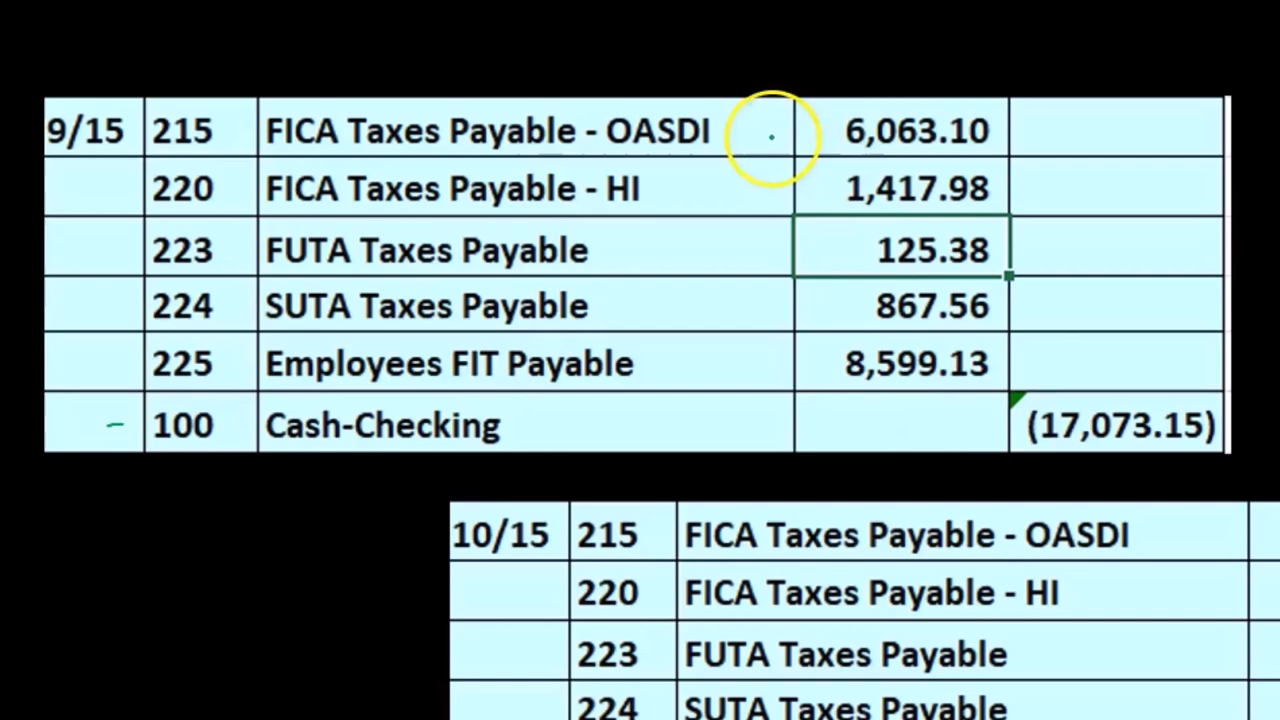 9/15 215 FICA Taxes Payable - OASDI 6,063.10
220 FICA Taxes Payable - HI 1,417.98
223 FUTA Taxes Payable 125.38
224 SUTA Taxes Payable 867.56
225 Employees FIT Payable 8,599.13
100 Cash-Checking (17,073.15)
10/15 215 FICA Taxes Payable - OASDI
220 FICA Taxes Payable - HI
223 FUTA Taxes Payable
224 SUTA Taxes Payable